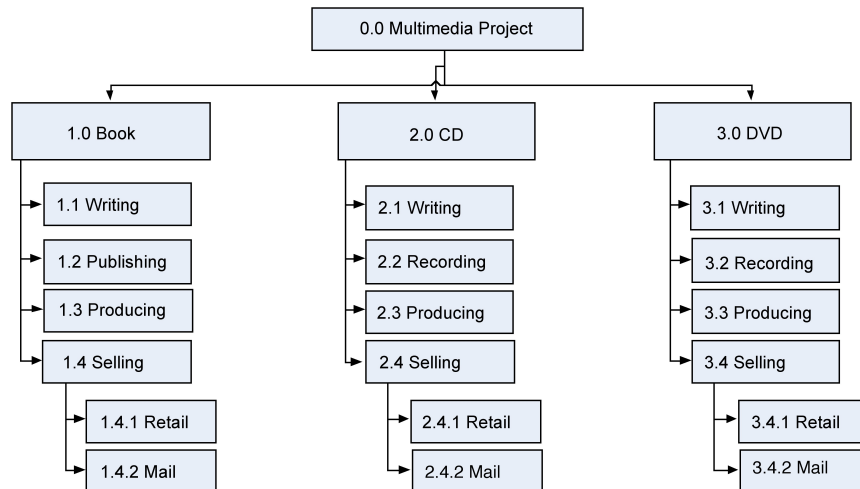 0.0 Multimedia Project
1.0 Book
2.0 CD
3.0 DVD
1.1 Writing
1.2 Publishing
1.3 Producing
1.4 Selling
1.4.1 Retail
1.4.2 Mail
2.1 Writing
2.2 Recording
2.3 Producing
2.4 Selling
2.4.1 Retail
2.4.2 Mail
3.1 Writing
3.2 Recording
3.3 Producing
3.4 Selling
3.4.1 Retail
3.4.2 Mail